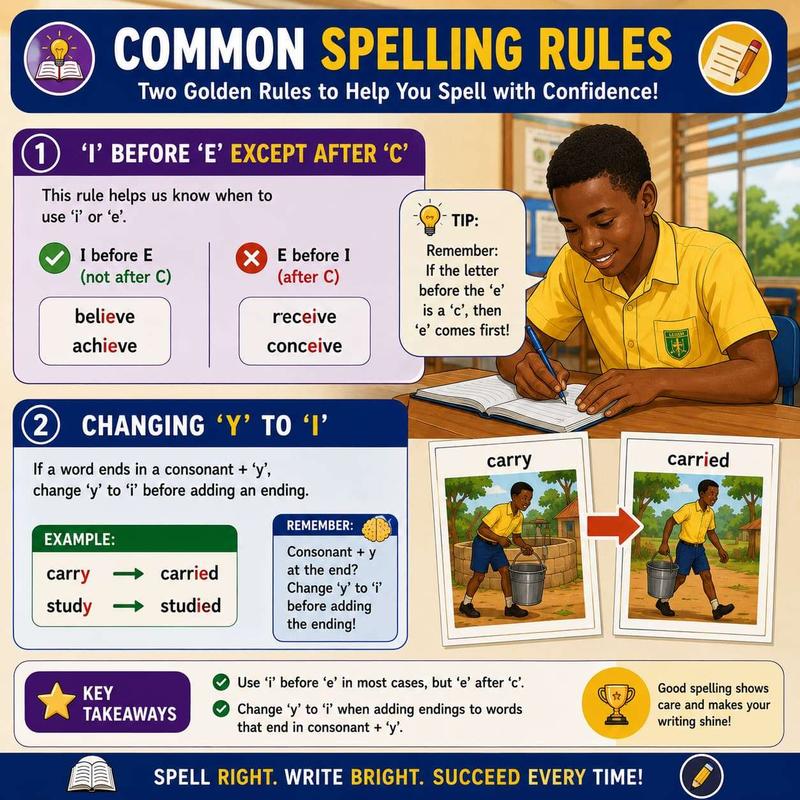 COMMON SPELLING RULES
Two Golden Rules to Help You Spell with Confidence!
1 ‘I’ BEFORE ‘E’ EXCEPT AFTER ‘C’
This rule helps us know when to
use ‘i’ or ‘e’.
I before E
(not after C)
believe
achieve
E before I
(after C)
receive
conceive
TIP:
Remember:
If the letter
before the ‘e’
is a ‘c’, then
‘e’ comes first!
2 CHANGING ‘Y’ TO ‘I’
If a word ends in a consonant + ‘y’,
change ‘y’ to ‘i’ before adding an ending.
EXAMPLE:
carry → carried
study → studied
REMEMBER:
Consonant + y
at the end?
Change ‘y’ to ‘i’
before adding
the ending!
carry
carried
KEY
TAKEAWAYS
Use ‘i’ before ‘e’ in most cases, but ‘e’ after ‘c’.
Change ‘y’ to ‘i’ when adding endings to words
that end in consonant + ‘y’.
Good spelling shows
care and makes your
writing shine!
SPELL RIGHT. WRITE BRIGHT. SUCCEED EVERY TIME!